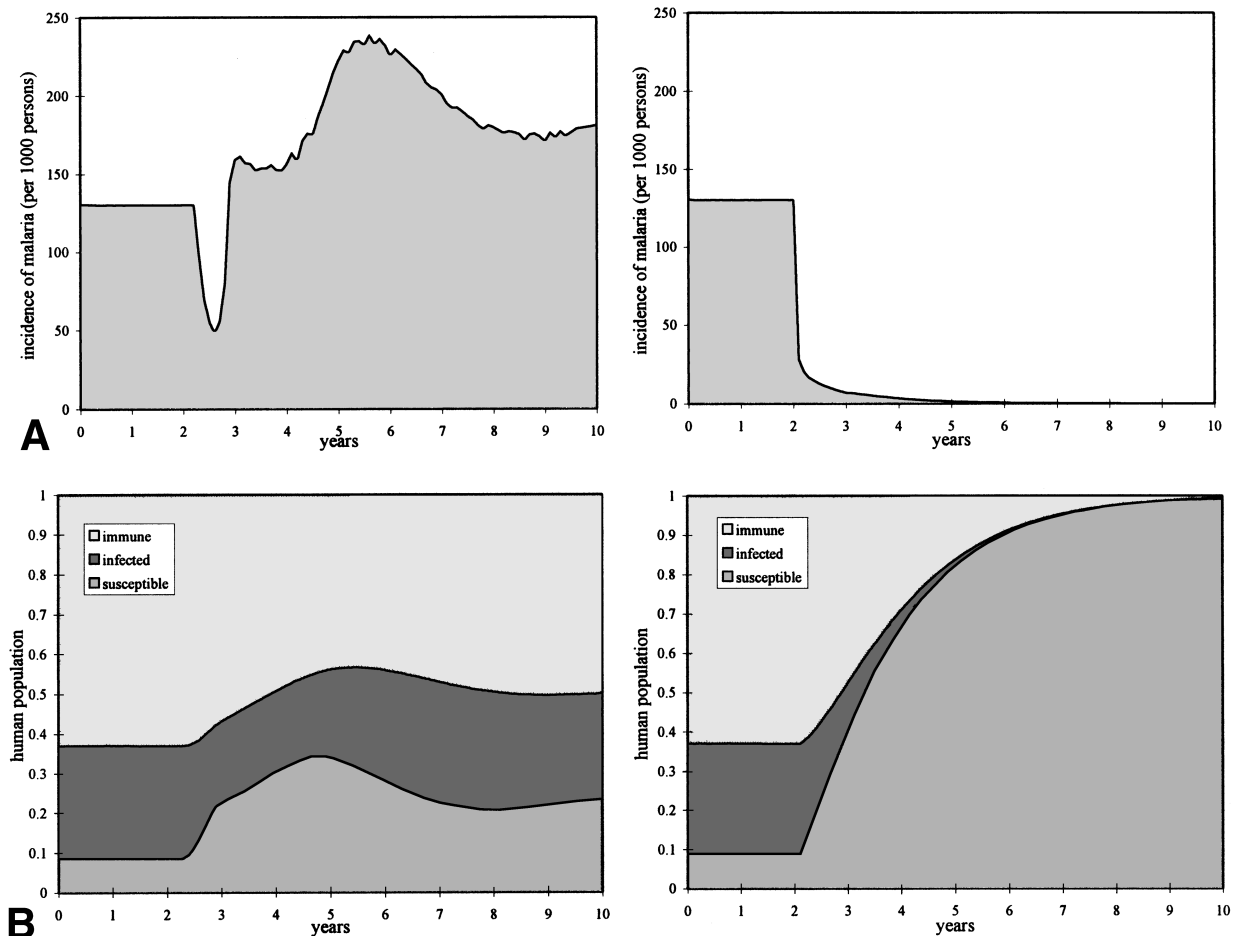 250
200
150
100
50
0
incidence of malaria (per 1000 persons)
0 1 2 3 4 5 6 7 8 9 10
years
A
250
200
150
100
50
0
incidence of malaria (per 1000 persons)
0 1 2 3 4 5 6 7 8 9 10
years
1
0.9
0.8
0.7
0.6
0.5
0.4
0.3
0.2
0.1
0
human population
immune
infected
susceptible
0 1 2 3 4 5 6 7 8 9 10
years
B
1
0.9
0.8
0.7
0.6
0.5
0.4
0.3
0.2
0.1
0
human population
immune
infected
susceptible
0 1 2 3 4 5 6 7 8 9 10
years